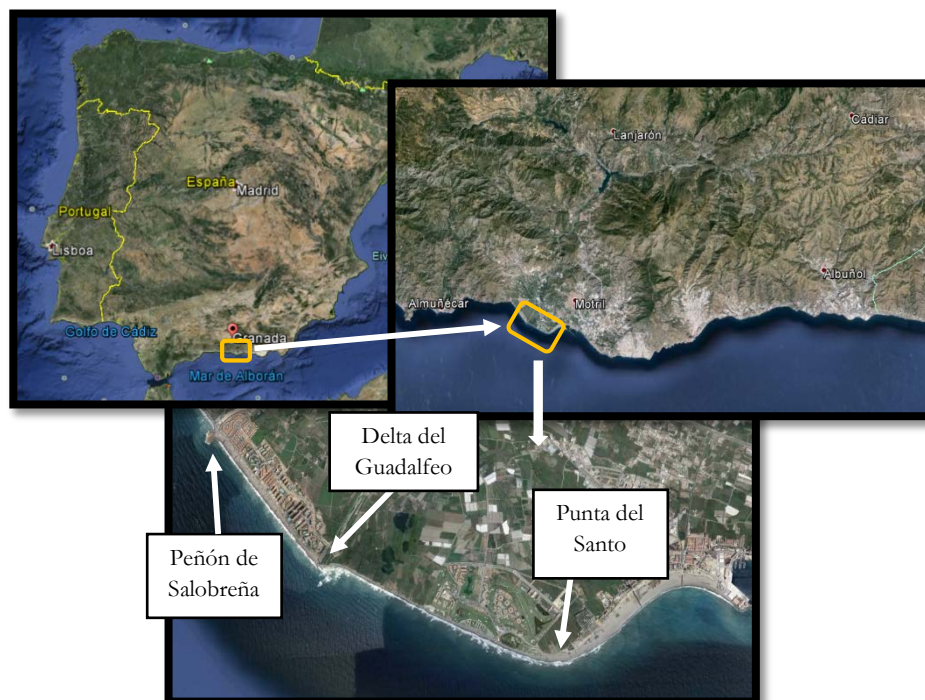 España
Madrid
Portugal
Lisboa
Golfo de Cádiz
Granada
Mar de Alborán
Eiv
Lanjarón
Cádiar
Albuñol
Almuñécar
Motril
Delta del
Guadalfeo
Punta del
Santo
Peñón de
Salobreña